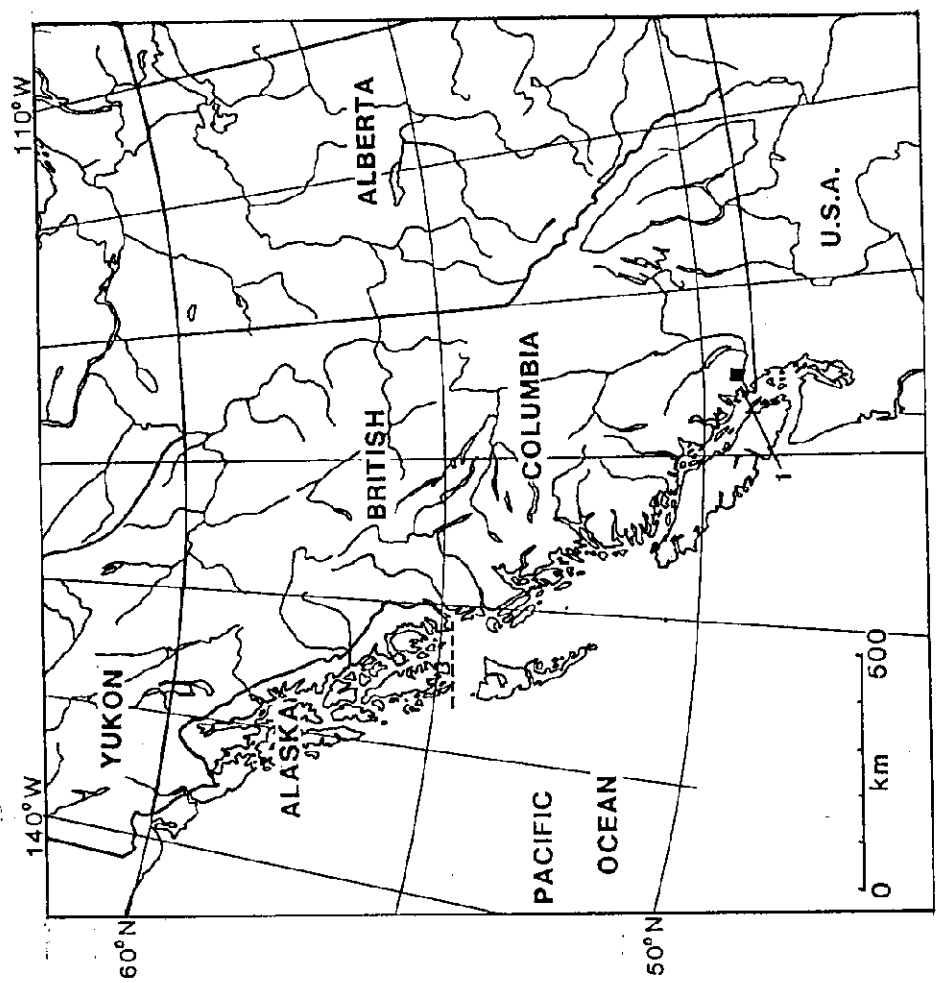 140°W
110°W
60°N
YUKON
ALASKA
BRITISH
COLUMBIA
ALBERTA
PACIFIC
OCEAN
50°N
U.S.A.
1
0
km
500